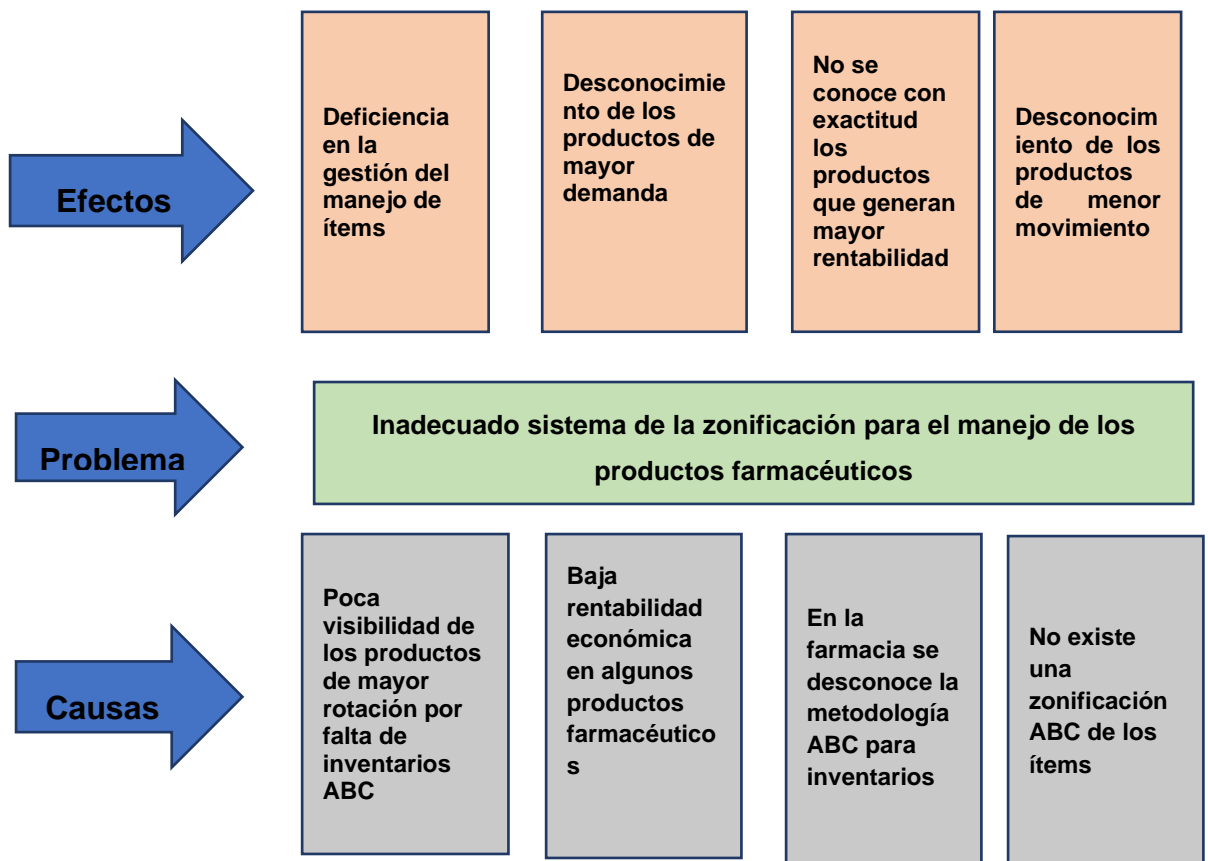 Efectos
Deficiencia
en la
gestión del
manejo de
ítems
Desconocimie
nto de los
productos de
mayor
demanda
No se
conoce con
exactitud
los
productos
que generan
mayor
rentabilidad
Desconocim
iento de los
productos
de menor
movimiento
Problema
Inadecuado sistema de la zonificación para el manejo de los
productos farmacéuticos
Causas
Poca
visibilidad de
los productos
de mayor
rotación por
falta de
inventarios
ABC
Baja
rentabilidad
económica
en algunos
productos
farmacéutico
s
En la
farmacia se
desconoce la
metodología
ABC para
inventarios
No existe
una
zonificación
ABC de los
ítems